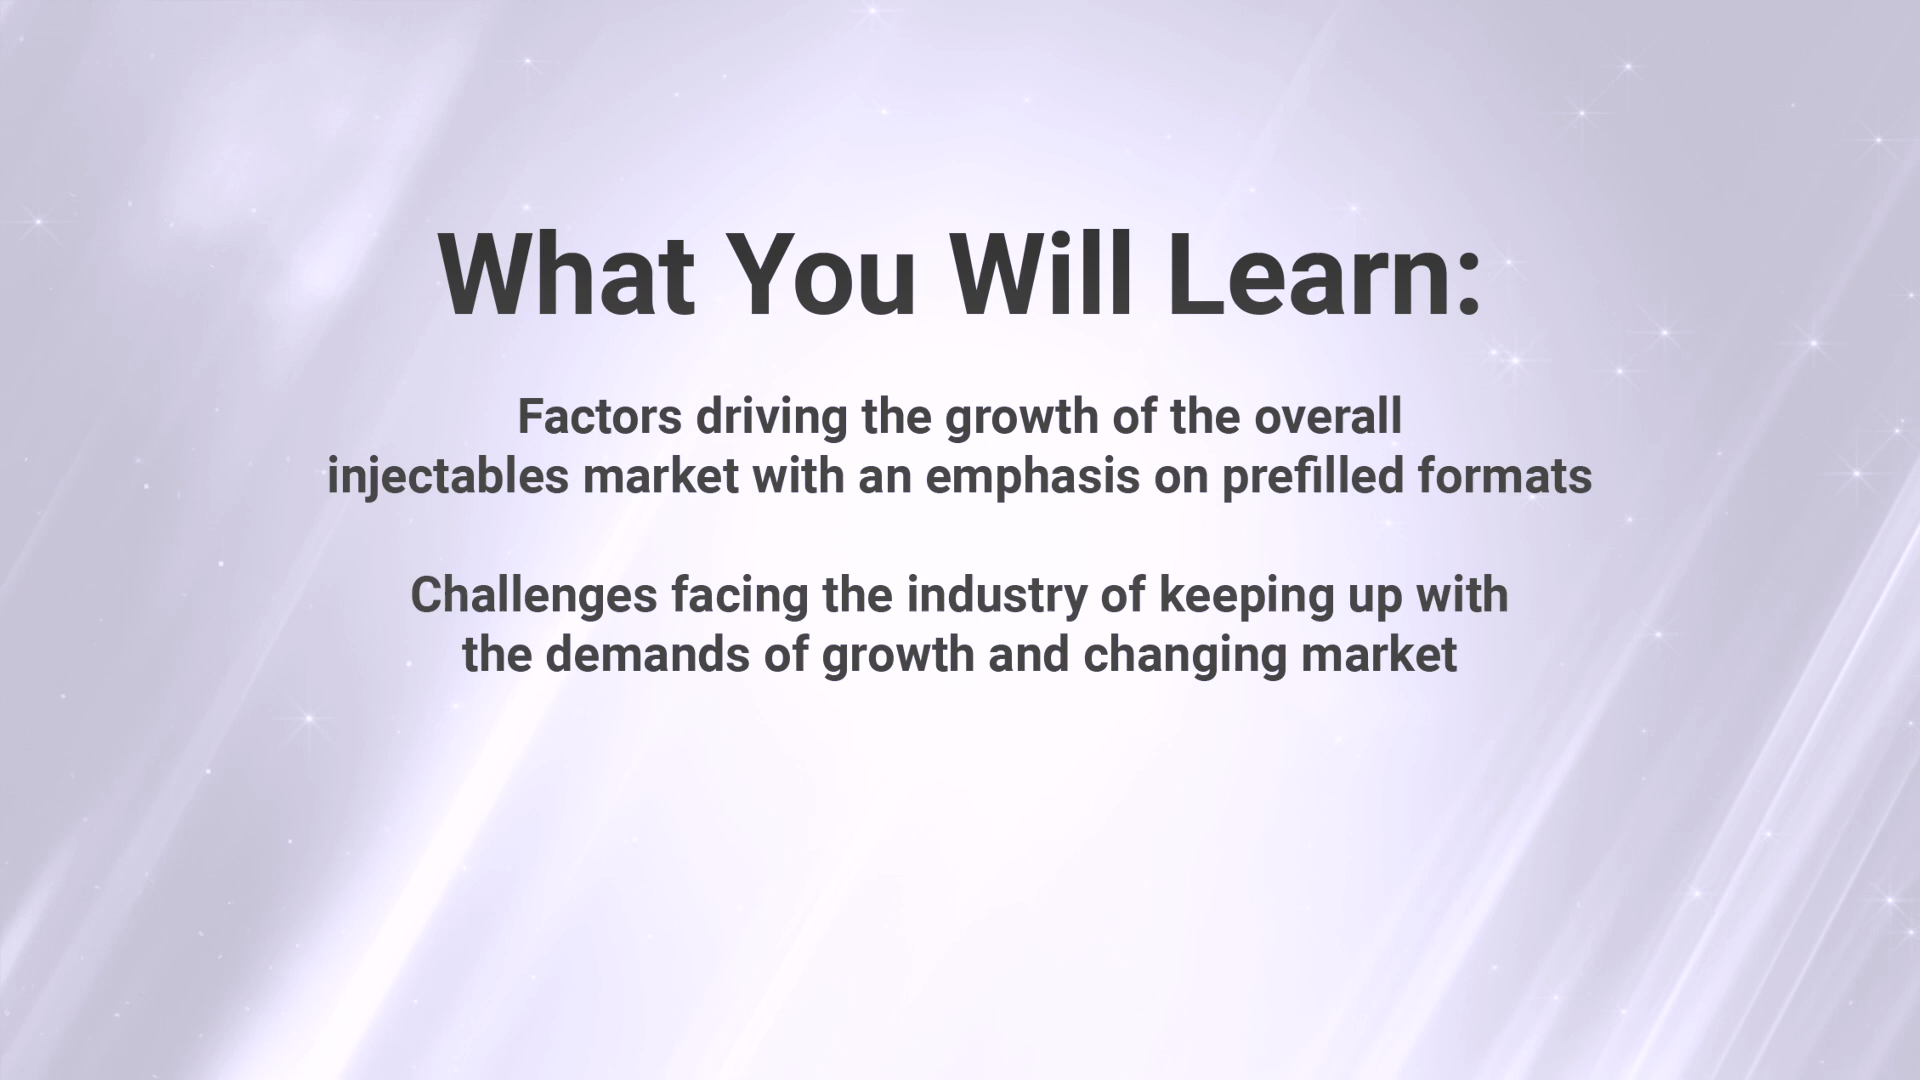 What You Will Learn:
Factors driving the growth of the overall
injectables market with an emphasis on prefilled formats
Challenges facing the industry of keeping up with
the demands of growth and changing market